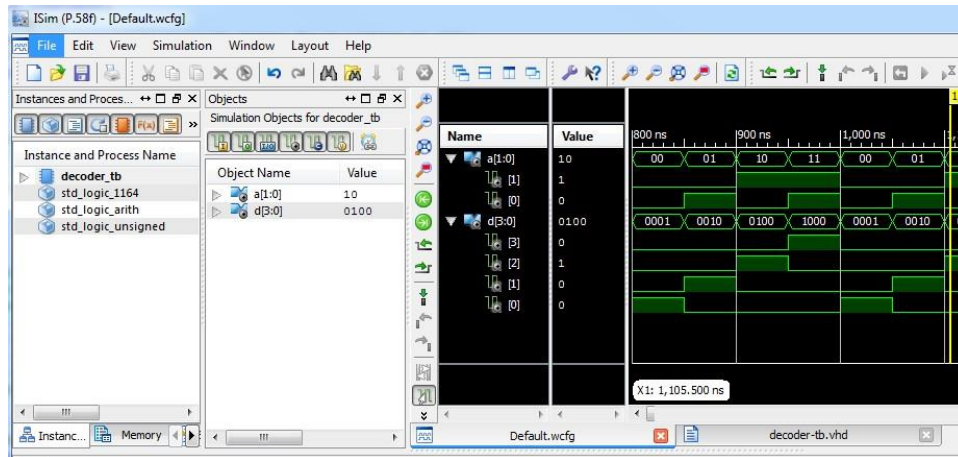 ISim (P.58f) - [Default.wcfg]
File Edit View Simulation Window Layout Help
Instances and Proces...
Instance and Process Name
decoder_tb
std_logic_1164
std_logic_arith
std_logic_unsigned
Instanc... Memory
Objects
Simulation Objects for decoder_tb
Object Name Value
a[1:0] 10
d[3:0] 0100
Name Value
a[1:0] 10
[1] 1
[0] 0
d[3:0] 0100
[3] 0
[2] 1
[1] 0
[0] 0
800 ns 900 ns 1,000 ns
00 01 10 11 00 01
0001 0010 0100 1000 0001 0010
X1: 1,105.500 ns
Default.wcfg decoder-tb.vhd